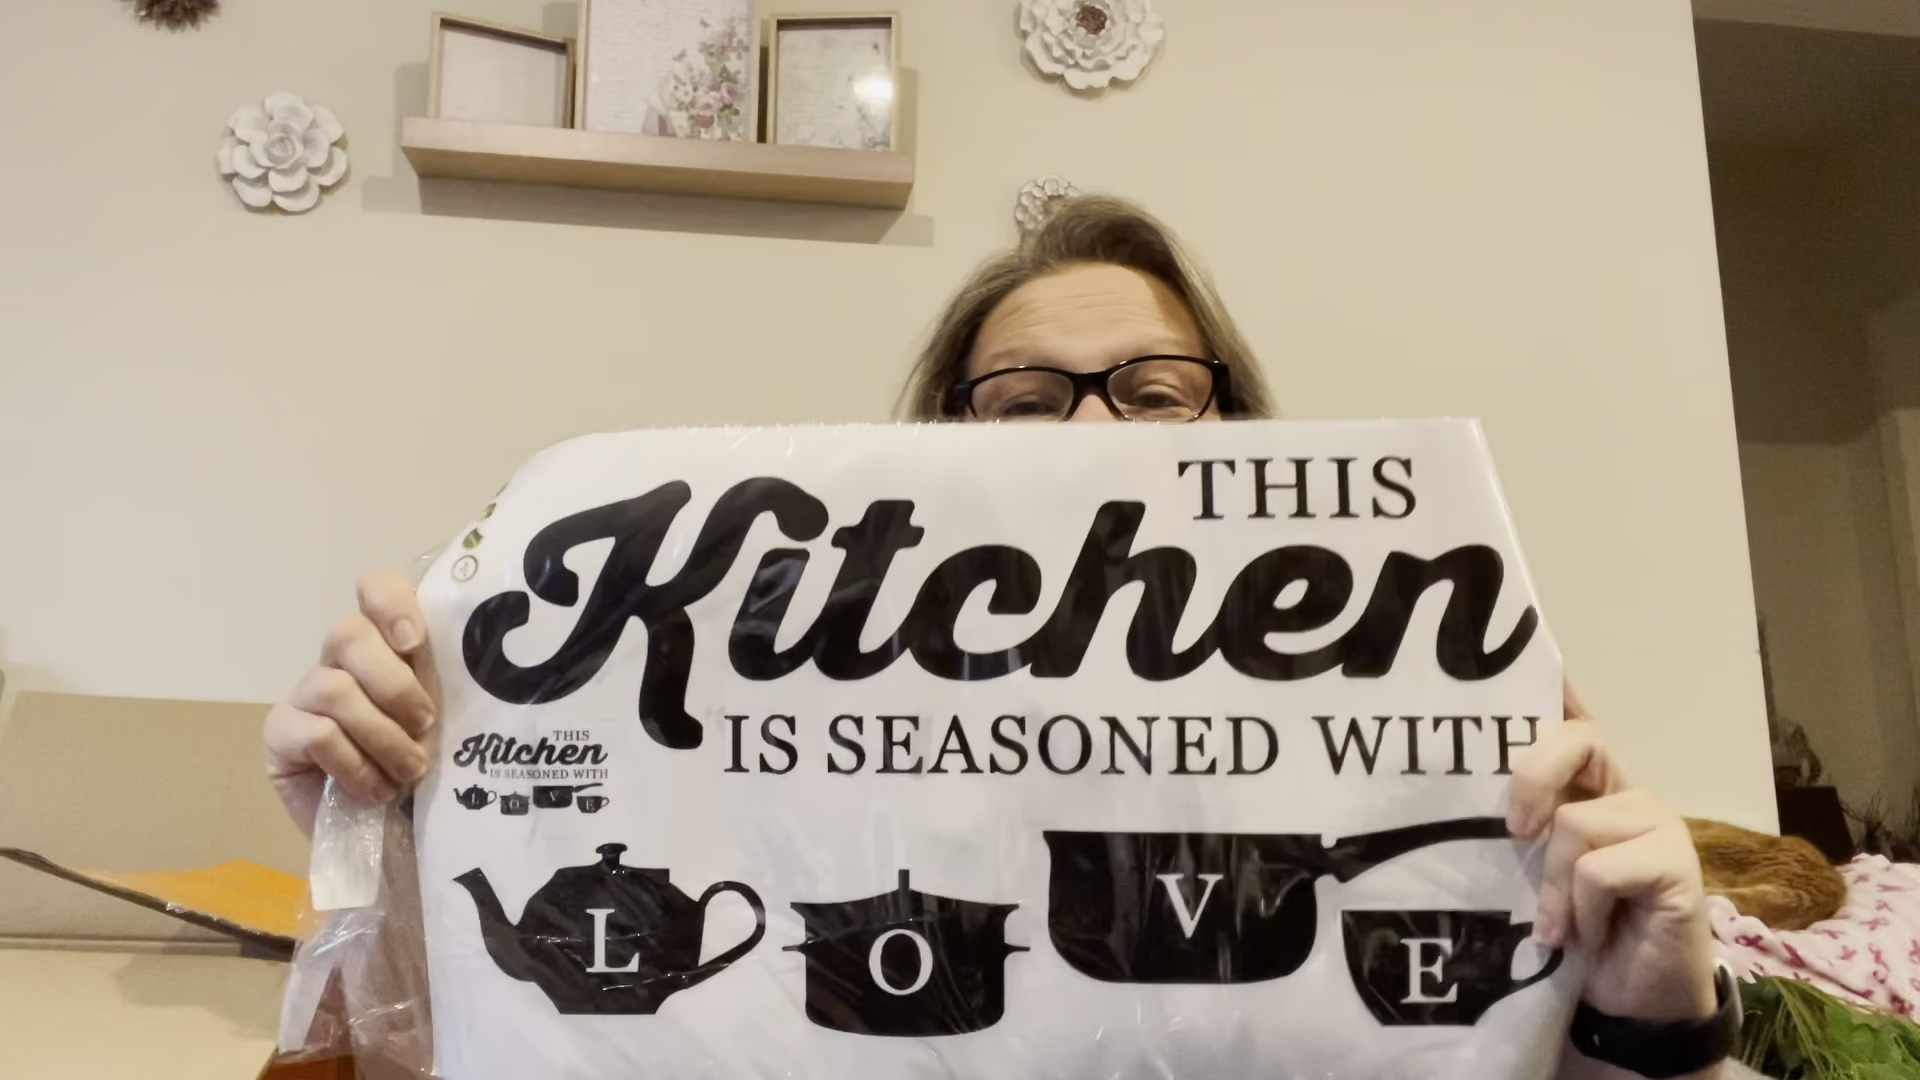 THIS
Kitchen
IS SEASONED WITH
L O V E
THIS
Kitchen
IS SEASONED WITH
L O V E